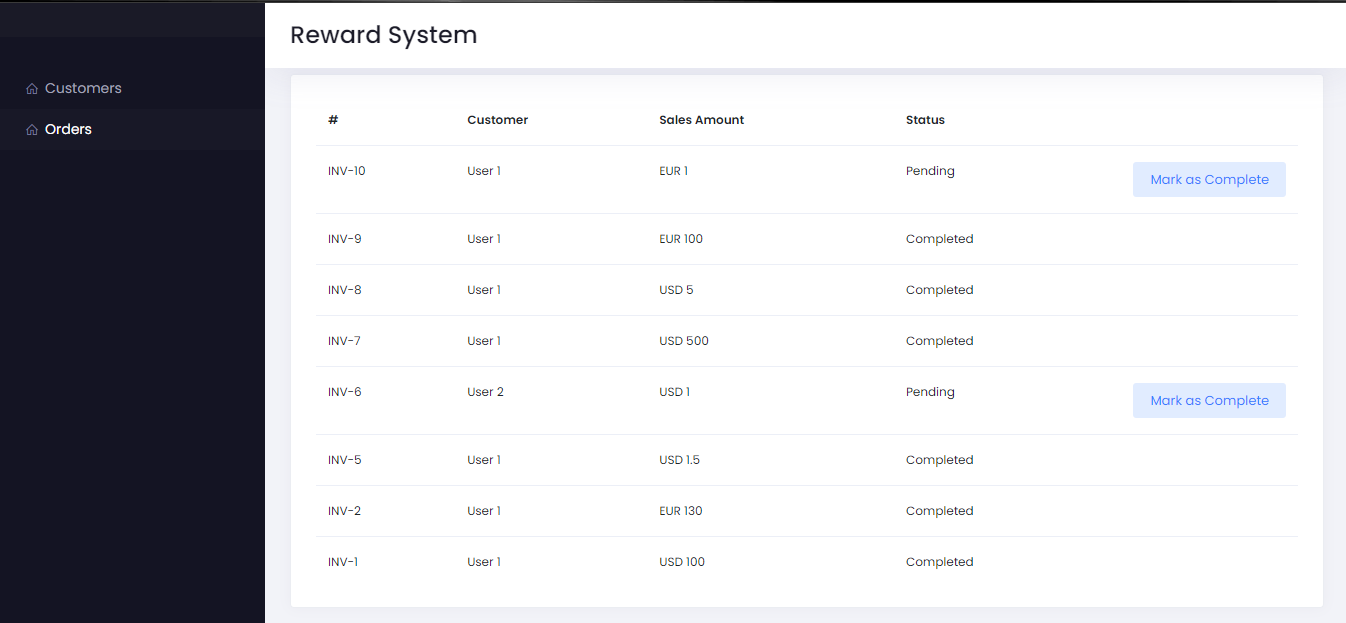 Reward System
Customers
Orders
# Customer Sales Amount Status
INV-10 User 1 EUR 1 Pending Mark as Complete
INV-9 User 1 EUR 100 Completed
INV-8 User 1 USD 5 Completed
INV-7 User 1 USD 500 Completed
INV-6 User 2 USD 1 Pending Mark as Complete
INV-5 User 1 USD 1.5 Completed
INV-2 User 1 EUR 130 Completed
INV-1 User 1 USD 100 Completed